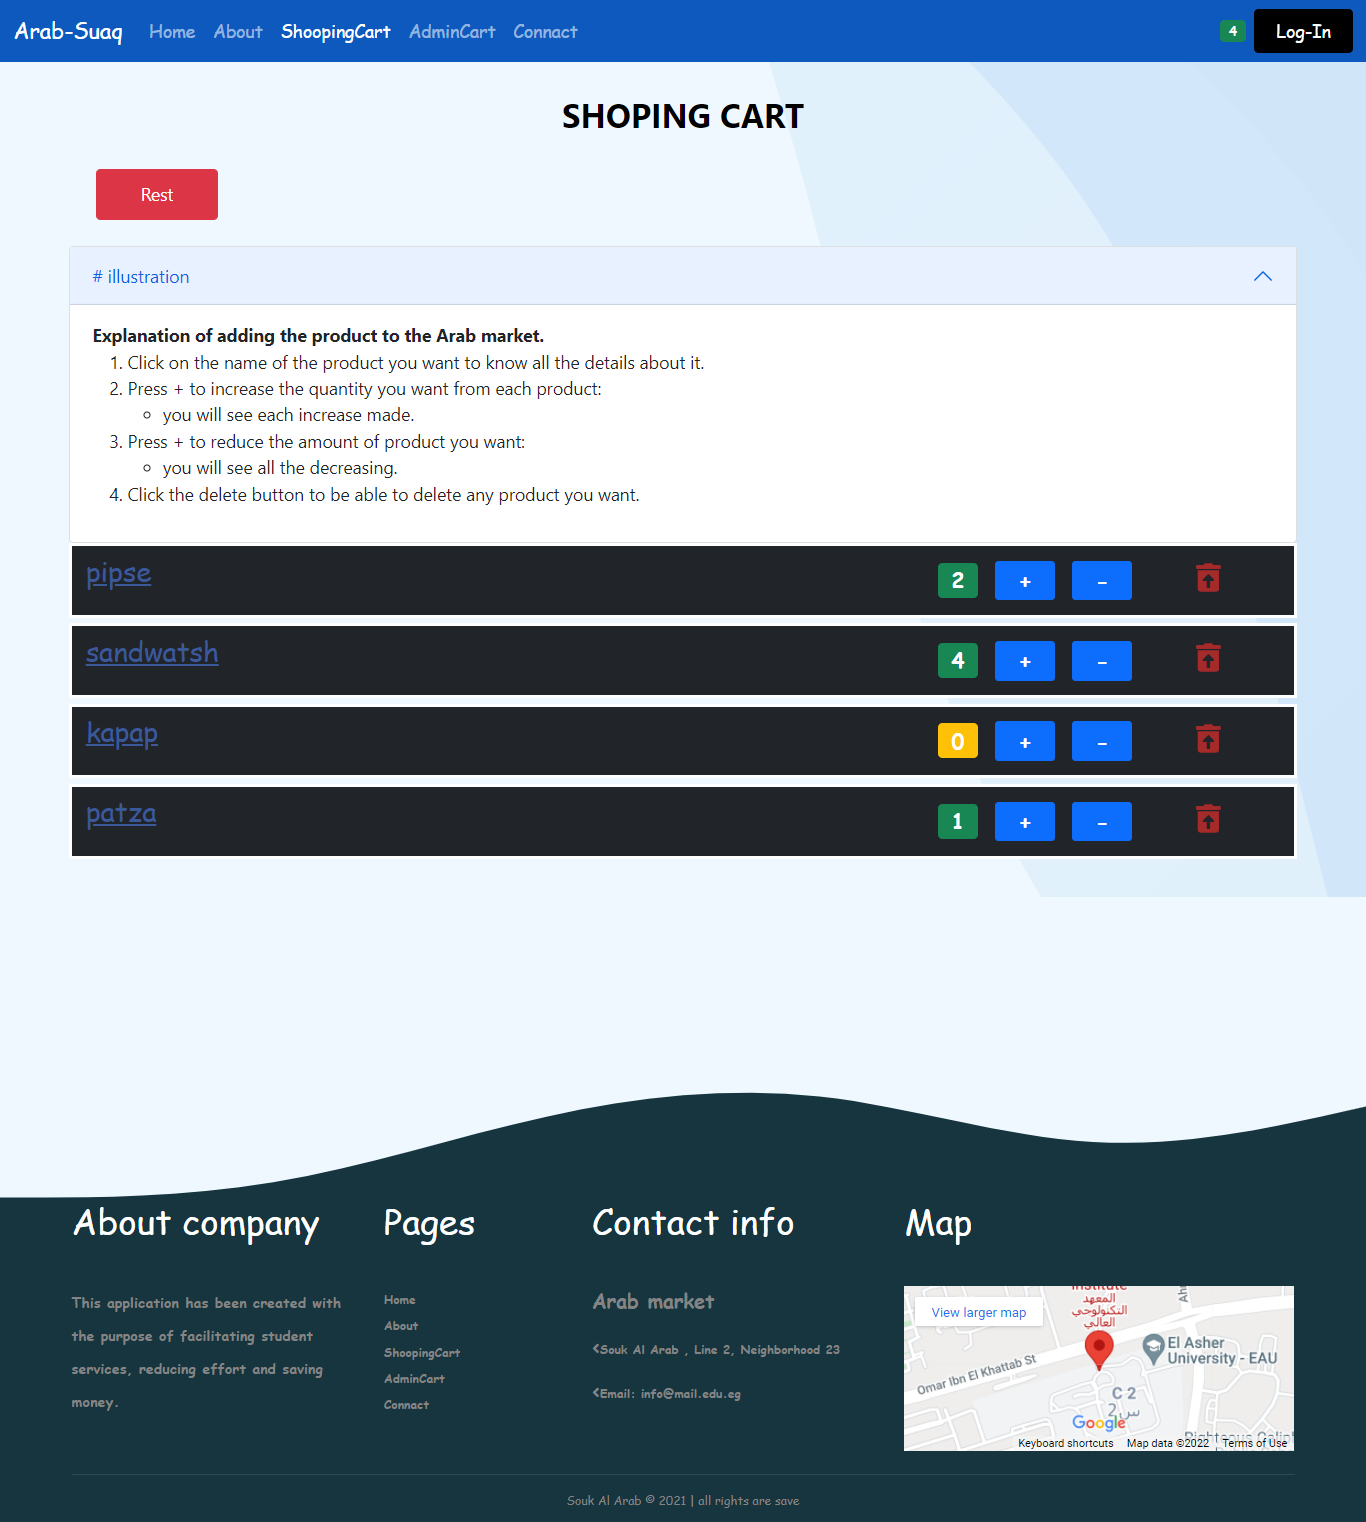 Arab-Suaq Home About ShoopingCart AdminCart Connact 4 Log-In
SHOPING CART
Rest
# illustration
Explanation of adding the product to the Arab market.
1. Click on the name of the product you want to know all the details about it.
2. Press + to increase the quantity you want from each product:
◦ you will see each increase made.
3. Press + to reduce the amount of product you want:
◦ you will see all the decreasing.
4. Click the delete button to be able to delete any product you want.
pipse 2 + -
sandwatsh 4 + -
kapap 0 + -
patza 1 + -
About company
This application has been created with
the purpose of facilitating student
services, reducing effort and saving
money.
Pages
Home
About
ShoopingCart
AdminCart
Connact
Contact info
Arab market
Souk Al Arab , Line 2, Neighborhood 23
Email: info@mail.edu.eg
Map
Institute
المعهد
التكنولوجي
العالي
View larger map
El Asher
University - EAU
Omar Ibn El Khattab St
C 2
س 2
Google
Keyboard shortcuts Map data ©2022 Terms of Use
Souk Al Arab © 2021 | all rights are save